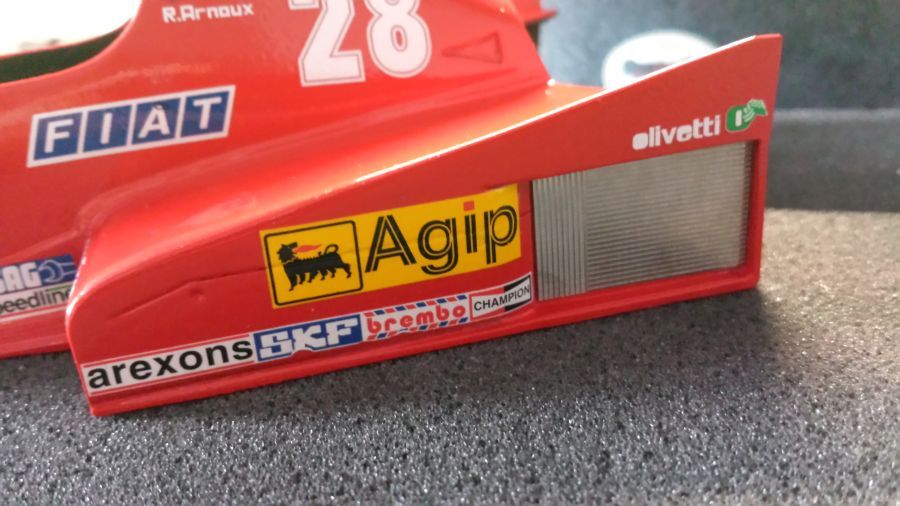 R.Arnoux
28
FIAT
olivetti
Agip
CHAMPION
brembo
SKF
arexons